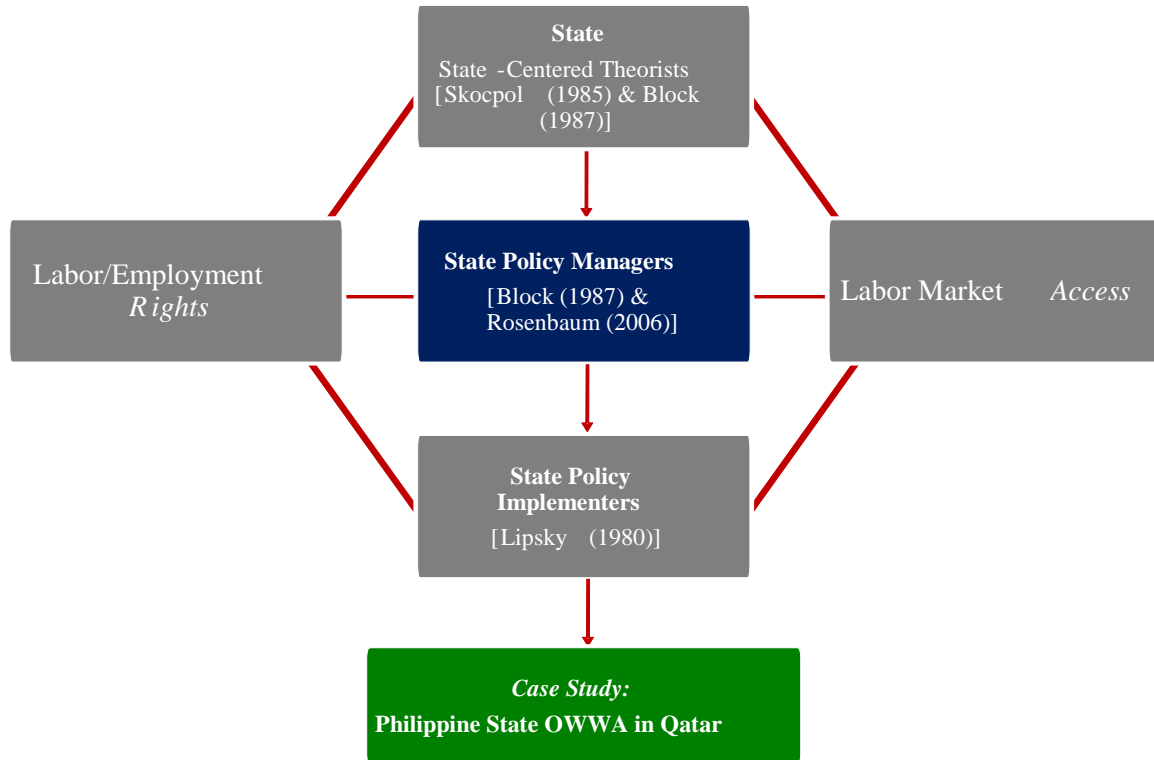 State
State -Centered Theorists
[Skocpol (1985) & Block
(1987)]
Labor/Employment
Rights
State Policy Managers
[Block (1987) &
Rosenbaum (2006)]
Labor Market Access
State Policy
Implementers
[Lipsky (1980)]
Case Study:
Philippine State OWWA in Qatar